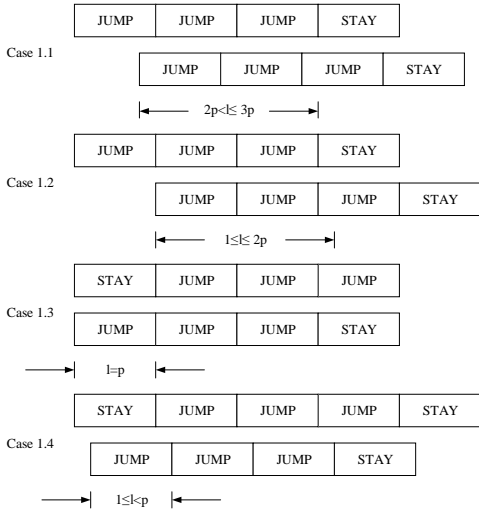 JUMP JUMP JUMP STAY
Case 1.1
JUMP JUMP JUMP STAY
2p<l≤ 3p
JUMP JUMP JUMP STAY
Case 1.2
JUMP JUMP JUMP STAY
1≤l≤ 2p
STAY JUMP JUMP JUMP
Case 1.3
JUMP JUMP JUMP STAY
l=p
STAY JUMP JUMP JUMP STAY
Case 1.4
JUMP JUMP JUMP STAY
1≤l<p